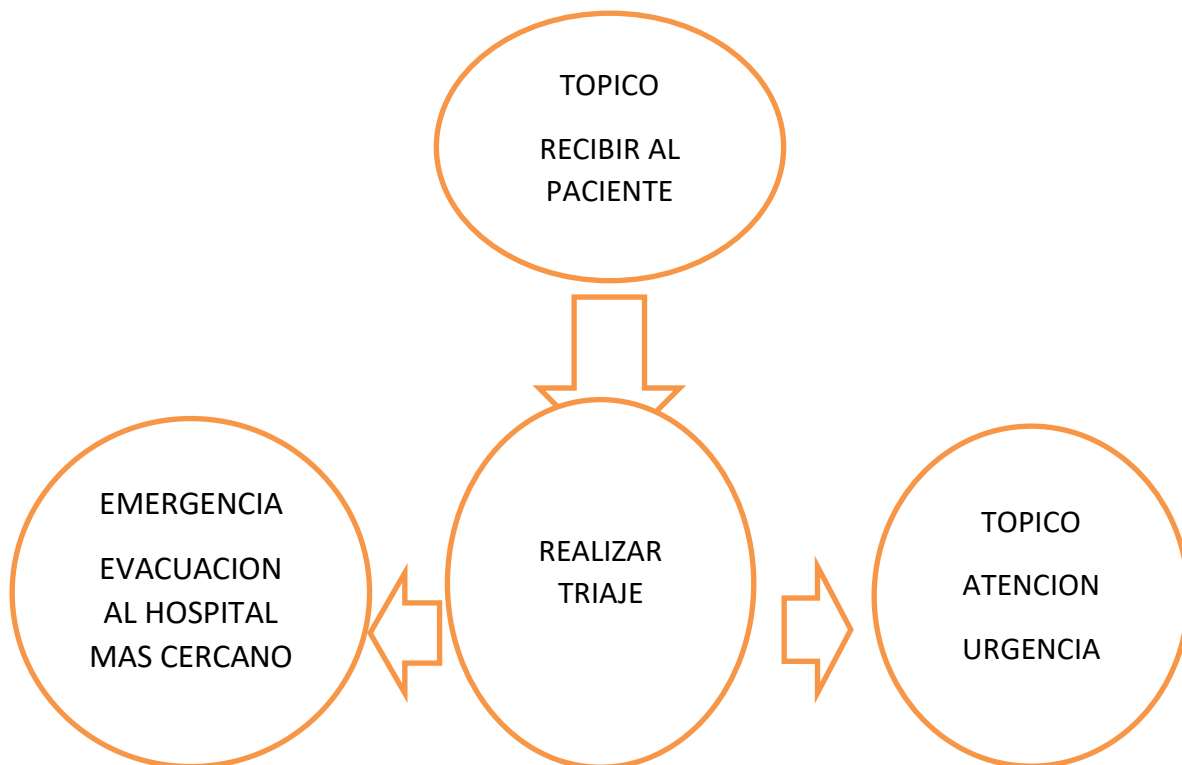 TOPICO
RECIBIR AL
PACIENTE
EMERGENCIA
EVACUACION
AL HOSPITAL
MAS CERCANO
REALIZAR
TRIAJE
TOPICO
ATENCION
URGENCIA